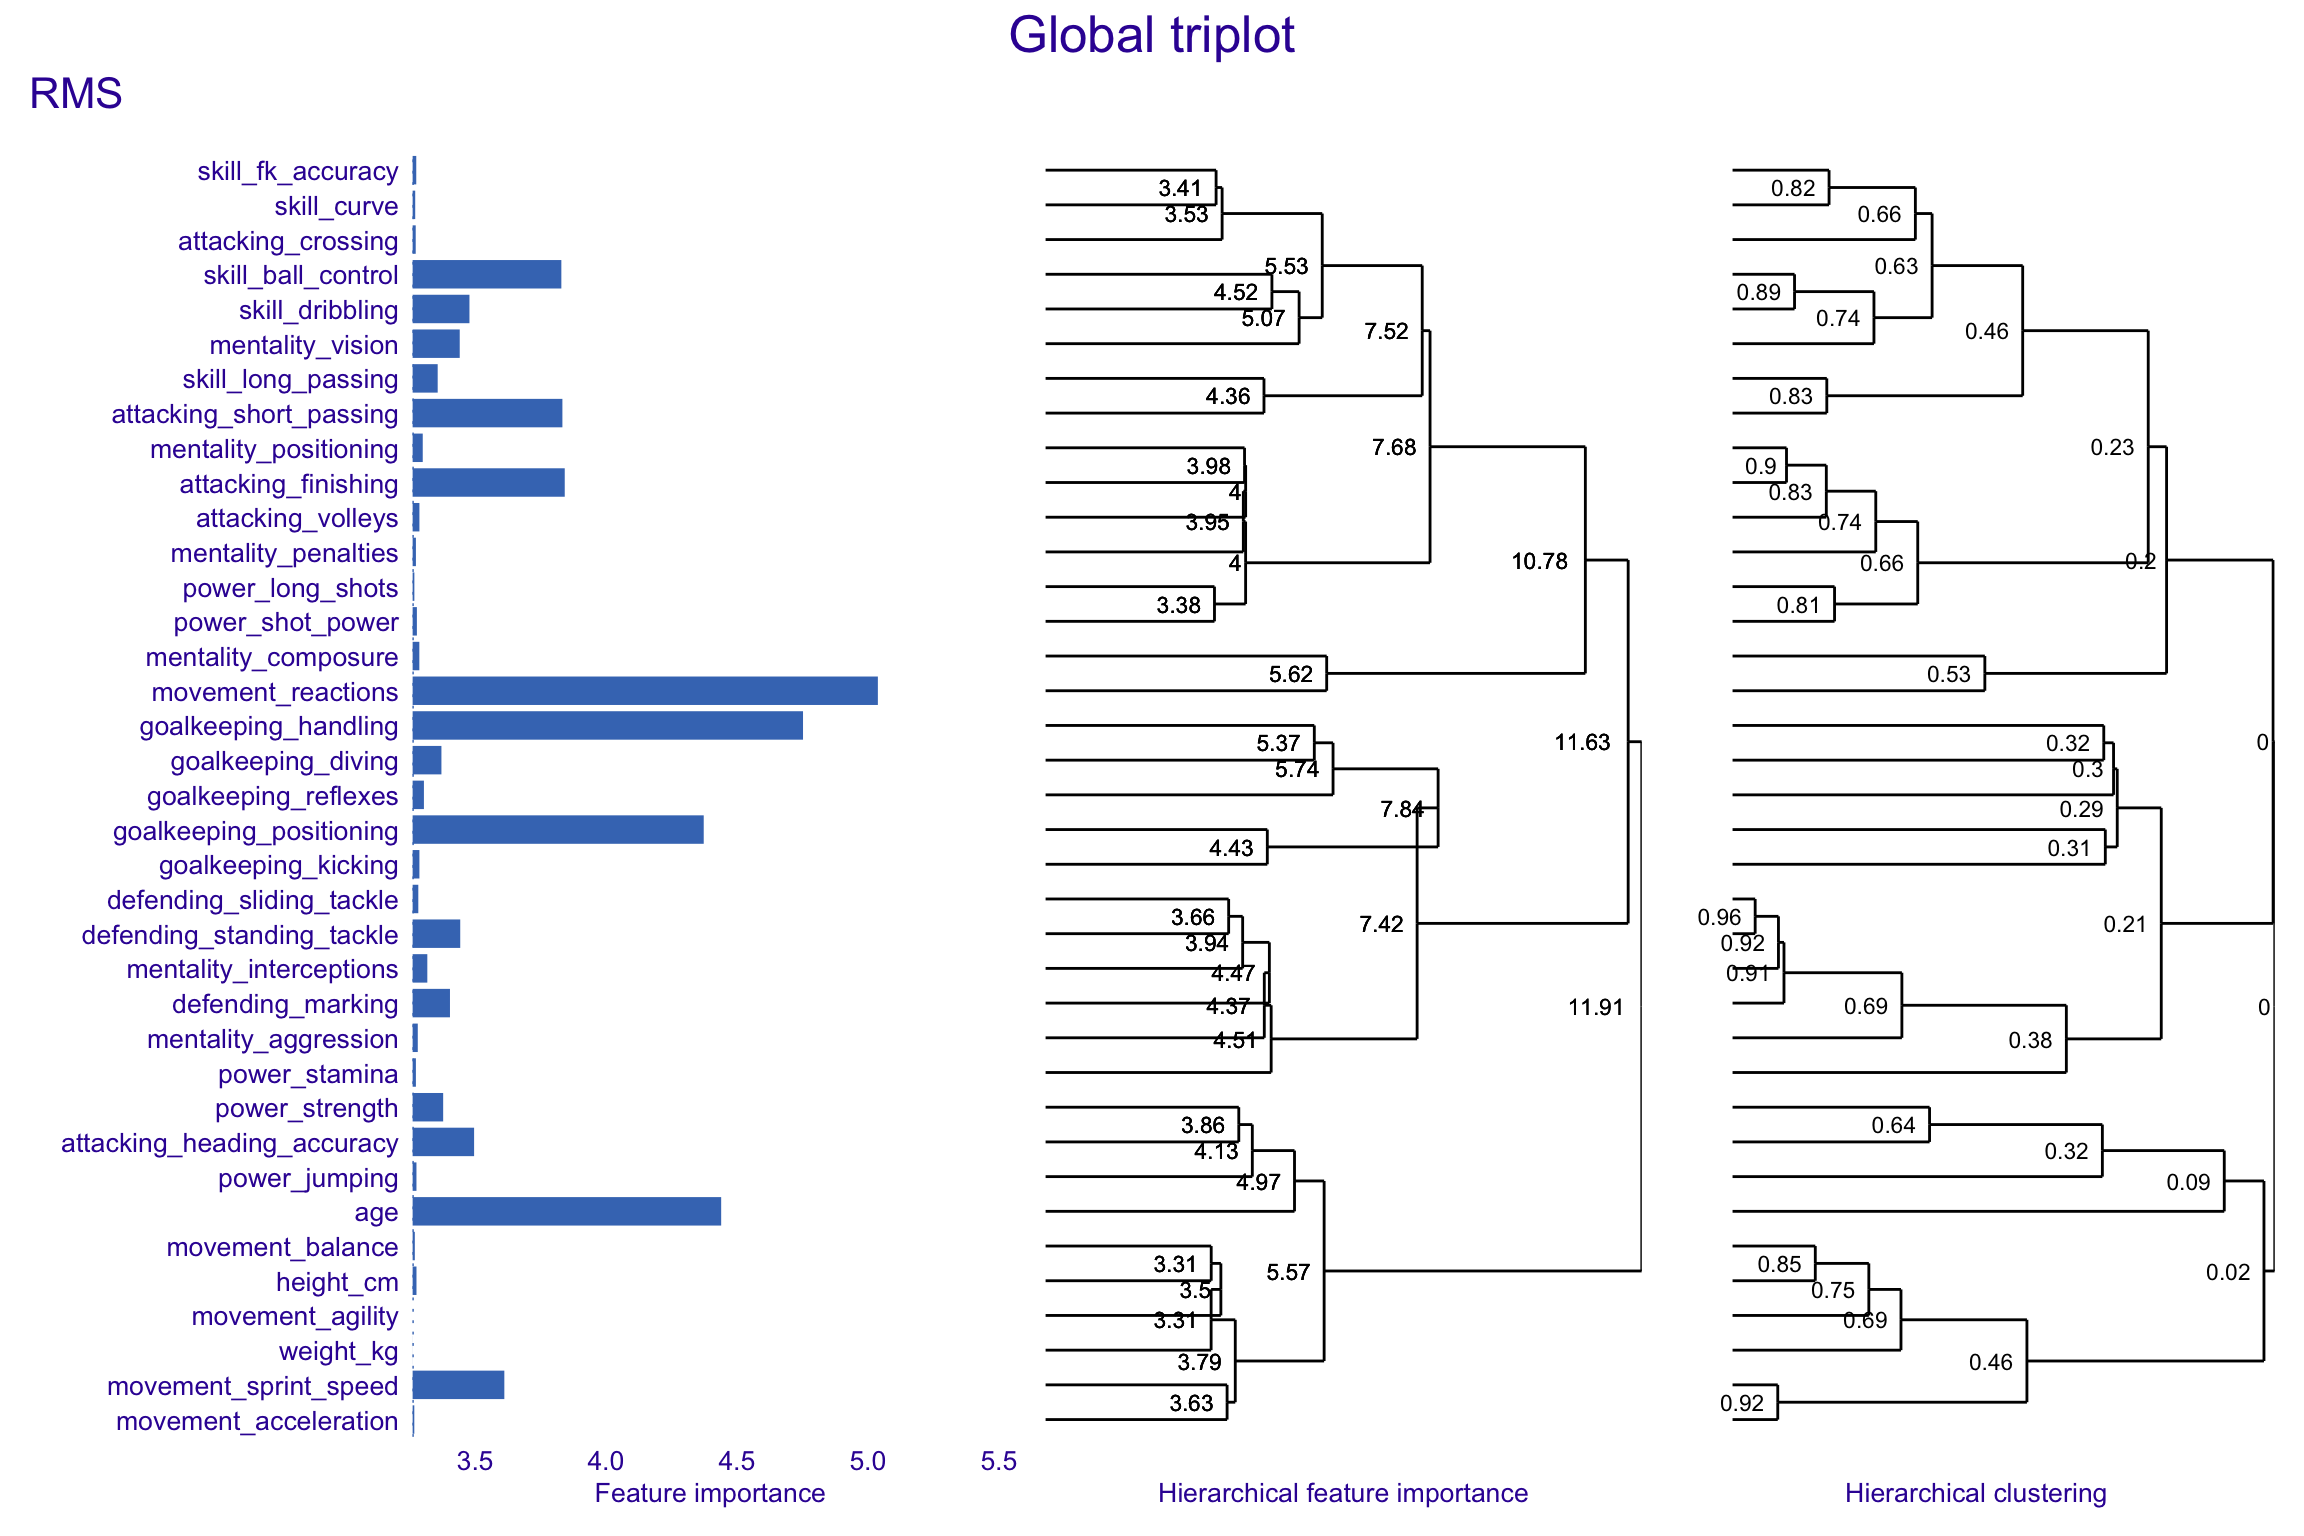 Global triplot
RMS
skill_fk_accuracy
skill_curve
attacking_crossing
skill_ball_control
skill_dribbling
mentality_vision
skill_long_passing
attacking_short_passing
mentality_positioning
attacking_finishing
attacking_volleys
mentality_penalties
power_long_shots
power_shot_power
mentality_composure
movement_reactions
goalkeeping_handling
goalkeeping_diving
goalkeeping_reflexes
goalkeeping_positioning
goalkeeping_kicking
defending_sliding_tackle
defending_standing_tackle
mentality_interceptions
defending_marking
mentality_aggression
power_stamina
power_strength
attacking_heading_accuracy
power_jumping
age
movement_balance
height_cm
movement_agility
weight_kg
movement_sprint_speed
movement_acceleration
3.5 4.0 4.5 5.0 5.5
Feature importance
3.41
3.53
5.53
4.52
5.07
7.52
4.36
7.68
3.98
4
3.95
4
10.78
3.38
5.62
5.37
11.63
5.74
7.84
4.43
3.66
7.42
3.94
4.47
4.37
11.91
4.51
3.86
4.13
4.97
3.31
5.57
3.5
3.31
3.79
3.63
Hierarchical feature importance
0.82
0.66
0.63
0.89
0.74
0.46
0.83
0.23
0.9
0.83
0.74
0.66
0.2
0.81
0.53
0.32
0
0.3
0.29
0.31
0.96
0.21
0.92
0.91
0.69
0
0.38
0.64
0.32
0.09
0.85
0.02
0.75
0.69
0.46
0.92
Hierarchical clustering